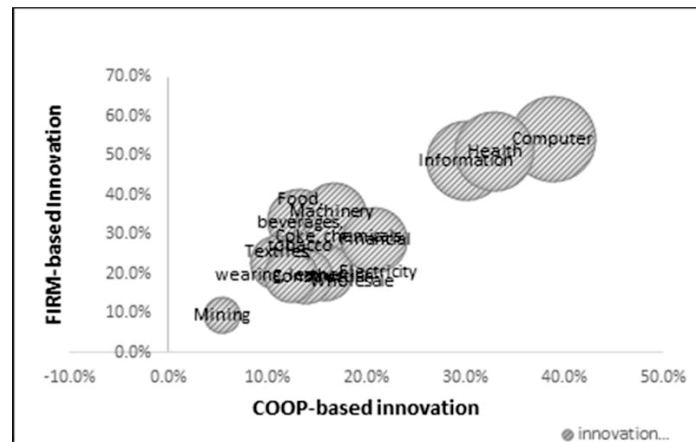 70.0%
60.0%
50.0%
40.0%
30.0%
20.0%
10.0%
0.0%
FIRM-based Innovation
Computer
Health
Information
Food
Machinery
beverages
Coke, chemicals
Financial
tobacco
Textiles
Electricity
wearing
Wholesale
Mining
-10.0%
0.0%
10.0%
20.0%
30.0%
40.0%
50.0%
COOP-based innovation
innovation...